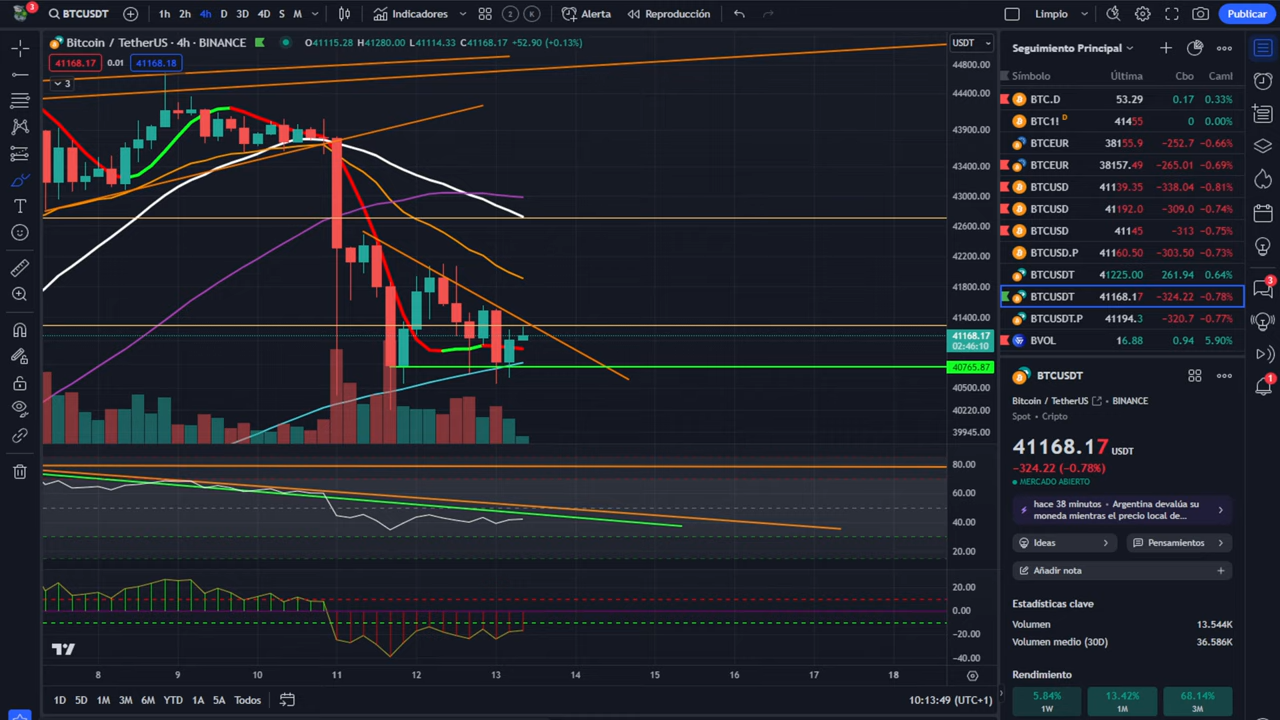 3
BTCUSDT
1h 2h 4h D 3D 4D S M
Indicadores
2 K
Alerta
Reproducción
Limpio
Publicar
Bitcoin / TetherUS · 4h · BINANCE
O41115.28 H41280.00 L41114.33 C41168.17 +52.90 (+0.13%)
41168.17 0.01 41168.18
3
USDT
44800.00
44400.00
43900.00
43400.00
43000.00
42600.00
42200.00
41800.00
41400.00
41168.17
02:46:10
40765.87
40500.00
40220.00
39945.00
80.00
60.00
40.00
20.00
20.00
0.00
−20.00
−40.00
8 9 10 11 12 13 14 15 16 17 18
1D 5D 1M 3M 6M YTD 1A 5A Todos
10:13:49 (UTC+1)
Seguimiento Principal
Símbolo Última Cbo Caml
BTC.D 53.29 0.17 0.33%
BTC1! D 41455 0 0.00%
BTCEUR 38155.9 −252.7 −0.66%
BTCEUR 38157.49 −265.01 −0.69%
BTCUSD 41139.35 −338.04 −0.81%
BTCUSD 41192.0 −309.0 −0.74%
BTCUSD 41145 −313 −0.75%
BTCUSD.P 41160.50 −303.50 −0.73%
BTCUSDT 41225.00 261.94 0.64%
BTCUSDT 41168.17 −324.22 −0.78%
BTCUSDT.P 41194.3 −320.7 −0.77%
BVOL 16.88 0.94 5.90%
BTCUSDT
Bitcoin / TetherUS · BINANCE
Spot · Cripto
41168.17 USDT
−324.22 (−0.78%)
MERCADO ABIERTO
hace 38 minutos · Argentina devalúa su
moneda mientras el precio local de...
Ideas
Pensamientos
Añadir nota
Estadísticas clave
Volumen 13.544K
Volumen medio (30D) 36.586K
Rendimiento
5.84% 13.42% 68.14%
1W 1M 3M
3
1